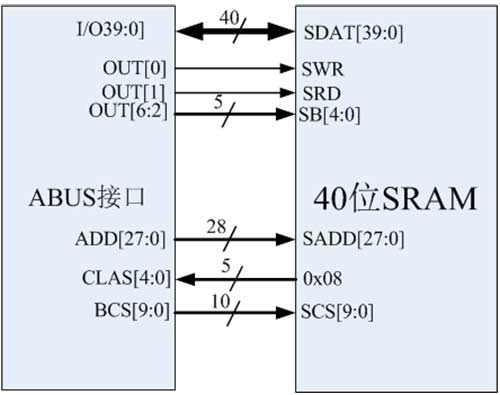 I/O39:0] 40 SDAT[39:0]
OUT[0] SWR
OUT[1] SRD
OUT[6:2] 5 SB[4:0]
ABUS接口 40位SRAM
ADD[27:0] 28 SADD[27:0]
CLAS[4:0] 5 0x08
BCS[9:0] 10 SCS[9:0]